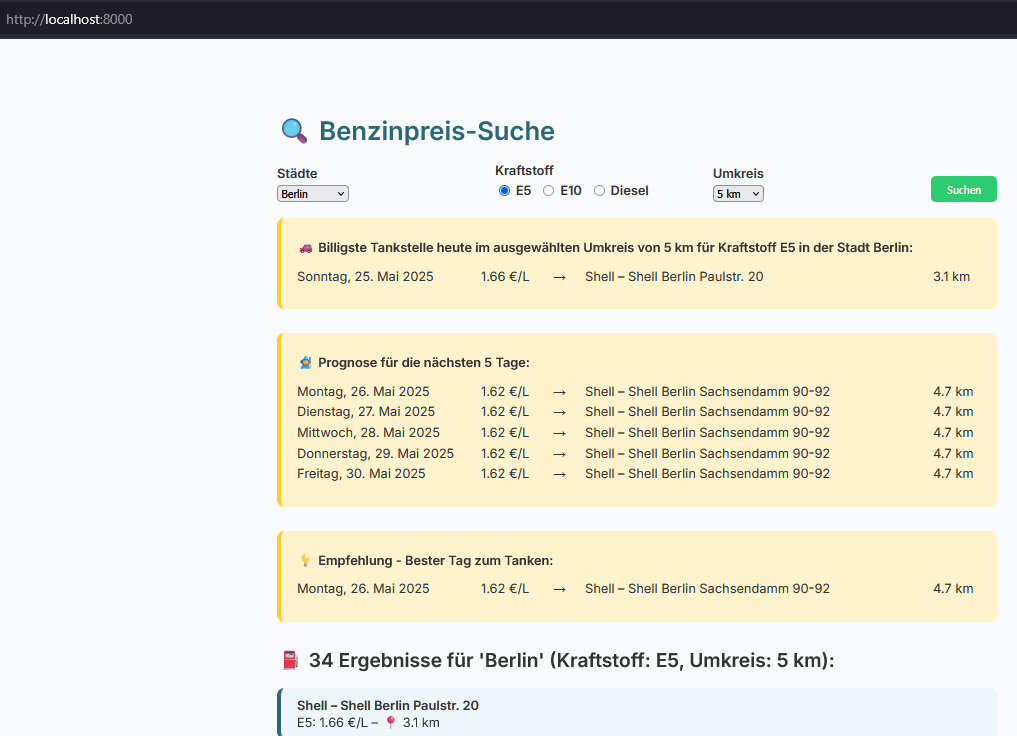 http://localhost:8000
Benzinpreis-Suche
Städte
Kraftstoff
Umkreis
Berlin
E5
E10
Diesel
5 km
Suchen
Billigste Tankstelle heute im ausgewählten Umkreis von 5 km für Kraftstoff E5 in der Stadt Berlin:
Sonntag, 25. Mai 2025 1.66 €/L → Shell – Shell Berlin Paulstr. 20 3.1 km
Prognose für die nächsten 5 Tage:
Montag, 26. Mai 2025 1.62 €/L → Shell – Shell Berlin Sachsendamm 90-92 4.7 km
Dienstag, 27. Mai 2025 1.62 €/L → Shell – Shell Berlin Sachsendamm 90-92 4.7 km
Mittwoch, 28. Mai 2025 1.62 €/L → Shell – Shell Berlin Sachsendamm 90-92 4.7 km
Donnerstag, 29. Mai 2025 1.62 €/L → Shell – Shell Berlin Sachsendamm 90-92 4.7 km
Freitag, 30. Mai 2025 1.62 €/L → Shell – Shell Berlin Sachsendamm 90-92 4.7 km
Empfehlung - Bester Tag zum Tanken:
Montag, 26. Mai 2025 1.62 €/L → Shell – Shell Berlin Sachsendamm 90-92 4.7 km
34 Ergebnisse für 'Berlin' (Kraftstoff: E5, Umkreis: 5 km):
Shell – Shell Berlin Paulstr. 20
E5: 1.66 €/L – 📍 3.1 km